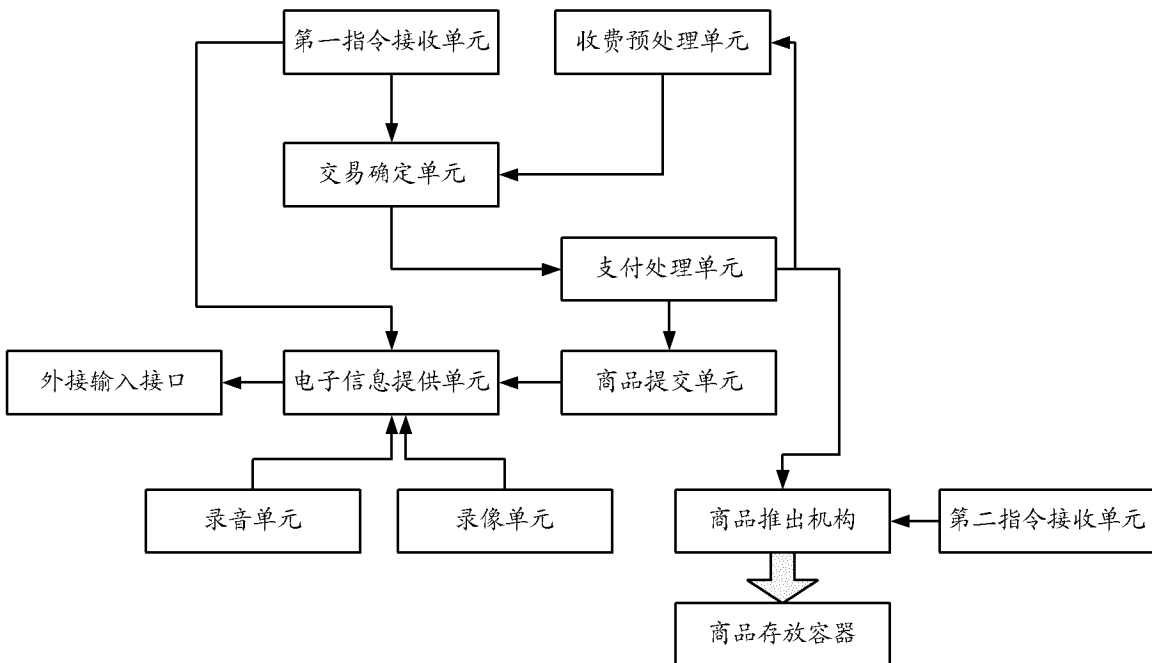 第一指令接收单元
收费预处理单元
交易确定单元
支付处理单元
外接输入接口
电子信息提供单元
商品提交单元
录音单元
录像单元
商品推出机构
第二指令接收单元
商品存放容器